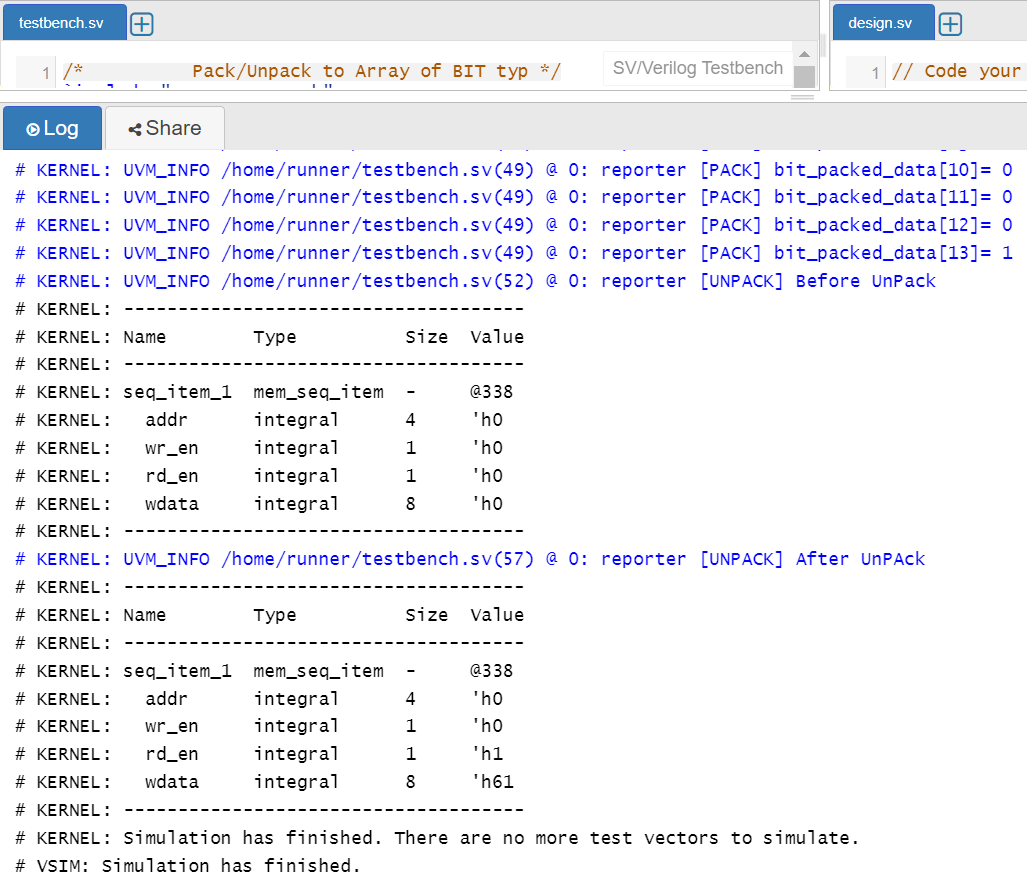 testbench.sv
design.sv
1 /* Pack/Unpack to Array of BIT typ */
SV/Verilog Testbench
1 // Code your
Log
Share
# KERNEL: UVM_INFO /home/runner/testbench.sv(49) @ 0: reporter [PACK] bit_packed_data[10]= 0
# KERNEL: UVM_INFO /home/runner/testbench.sv(49) @ 0: reporter [PACK] bit_packed_data[11]= 0
# KERNEL: UVM_INFO /home/runner/testbench.sv(49) @ 0: reporter [PACK] bit_packed_data[12]= 0
# KERNEL: UVM_INFO /home/runner/testbench.sv(49) @ 0: reporter [PACK] bit_packed_data[13]= 1
# KERNEL: UVM_INFO /home/runner/testbench.sv(52) @ 0: reporter [UNPACK] Before UnPack
# KERNEL: -------------------------------------
# KERNEL: Name        Type          Size  Value
# KERNEL: -------------------------------------
# KERNEL: seq_item_1  mem_seq_item  -     @338
# KERNEL:   addr      integral      4     'h0
# KERNEL:   wr_en     integral      1     'h0
# KERNEL:   rd_en     integral      1     'h0
# KERNEL:   wdata     integral      8     'h0
# KERNEL: -------------------------------------
# KERNEL: UVM_INFO /home/runner/testbench.sv(57) @ 0: reporter [UNPACK] After UnPAck
# KERNEL: -------------------------------------
# KERNEL: Name        Type          Size  Value
# KERNEL: -------------------------------------
# KERNEL: seq_item_1  mem_seq_item  -     @338
# KERNEL:   addr      integral      4     'h0
# KERNEL:   wr_en     integral      1     'h0
# KERNEL:   rd_en     integral      1     'h1
# KERNEL:   wdata     integral      8     'h61
# KERNEL: -------------------------------------
# KERNEL: Simulation has finished. There are no more test vectors to simulate.
# VSIM: Simulation has finished.